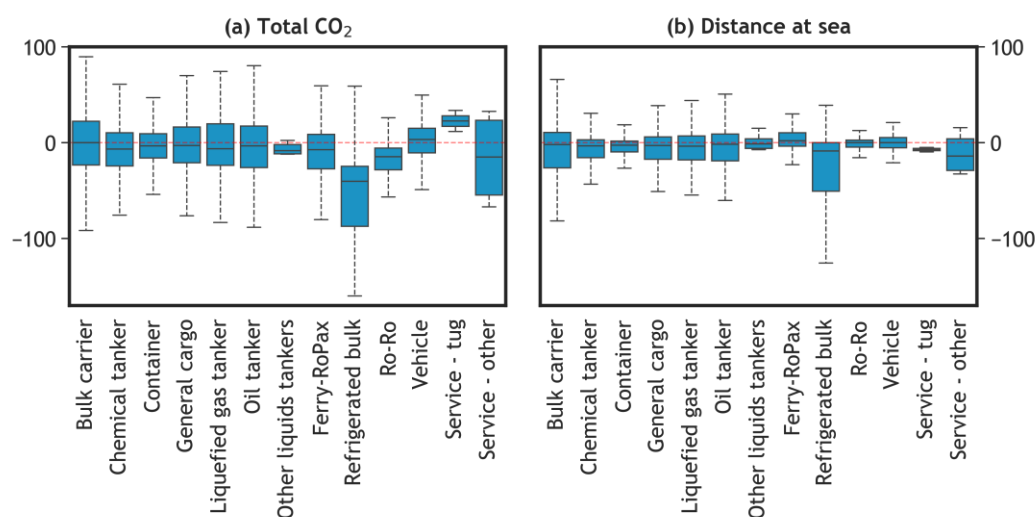 (a) Total CO₂
(b) Distance at sea
100
0
−100
100
0
−100
Bulk carrier
Chemical tanker
Container
General cargo
Liquefied gas tanker
Oil tanker
Other liquids tankers
Ferry-RoPax
Refrigerated bulk
Ro-Ro
Vehicle
Service - tug
Service - other
Bulk carrier
Chemical tanker
Container
General cargo
Liquefied gas tanker
Oil tanker
Other liquids tankers
Ferry-RoPax
Refrigerated bulk
Ro-Ro
Vehicle
Service - tug
Service - other